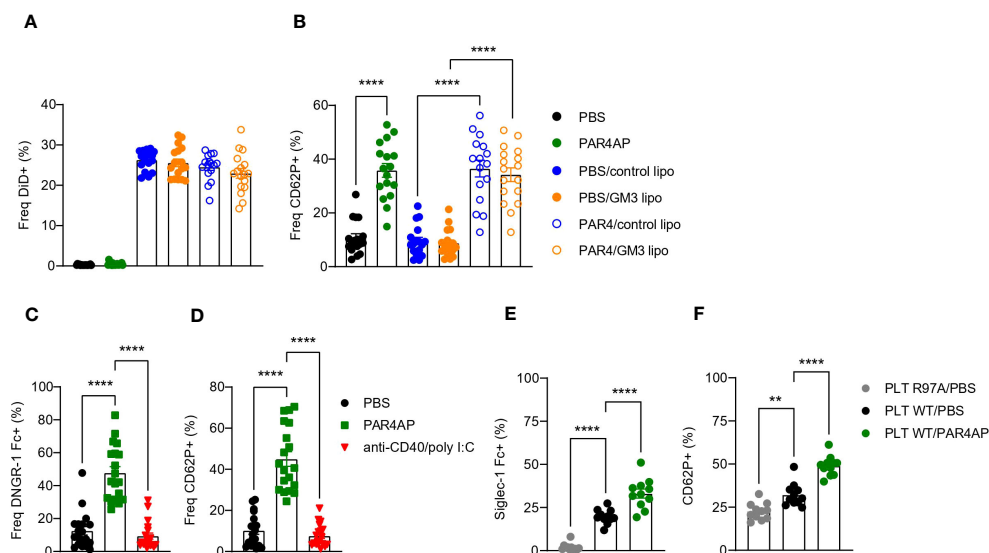 A
B
Freq DiD+ (%)
40
30
20
10
0
Freq CD62P+ (%)
60
40
20
0
****
****
****
PBS
PAR4AP
PBS/control lipo
PBS/GM3 lipo
PAR4/control lipo
PAR4/GM3 lipo
C
D
E
F
Freq DNGR-1 Fc+ (%)
100
80
60
40
20
0
****
****
Freq CD62P+ (%)
80
60
40
20
0
****
****
PBS
PAR4AP
anti-CD40/poly I:C
Siglec-1 Fc+ (%)
100
75
50
25
0
****
****
CD62P+ (%)
100
75
50
25
0
**
****
PLT R97A/PBS
PLT WT/PBS
PLT WT/PAR4AP